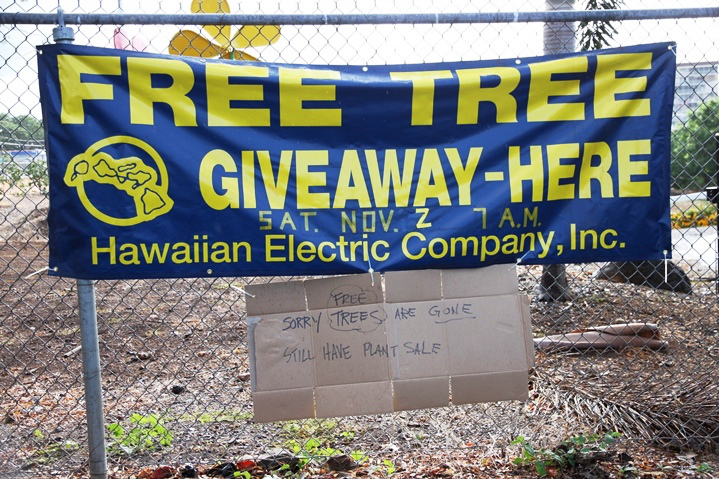 FREE TREE
GIVEAWAY-HERE
SAT. NOV. 2 7 A.M.
Hawaiian Electric Company, Inc.
FREE
SORRY TREES ARE GONE
STILL HAVE PLANT SALE